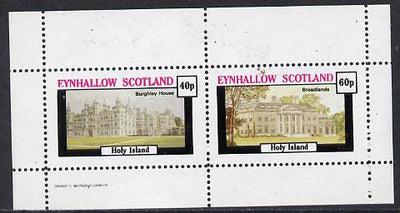 EYNHALLOW SCOTLAND
Burghley House
40p
Holy Island
EYNHALLOW SCOTLAND
Broadlands
60p
Holy Island